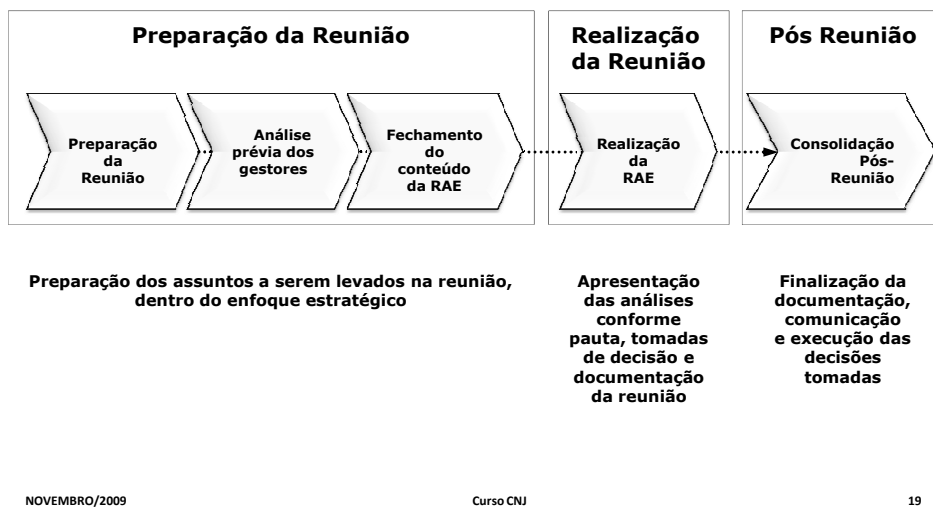 Preparação da Reunião
Realização
da Reunião
Pós Reunião
Preparação
da
Reunião
Análise
prévia dos
gestores
Fechamento
do
conteúdo
da RAE
Realização
da
RAE
Consolidação
Pós-
Reunião
Preparação dos assuntos a serem levados na reunião,
dentro do enfoque estratégico
Apresentação
das análises
conforme
pauta, tomadas
de decisão e
documentação
da reunião
Finalização da
documentação,
comunicação
e execução das
decisões
tomadas
NOVEMBRO/2009
Curso CNJ
19